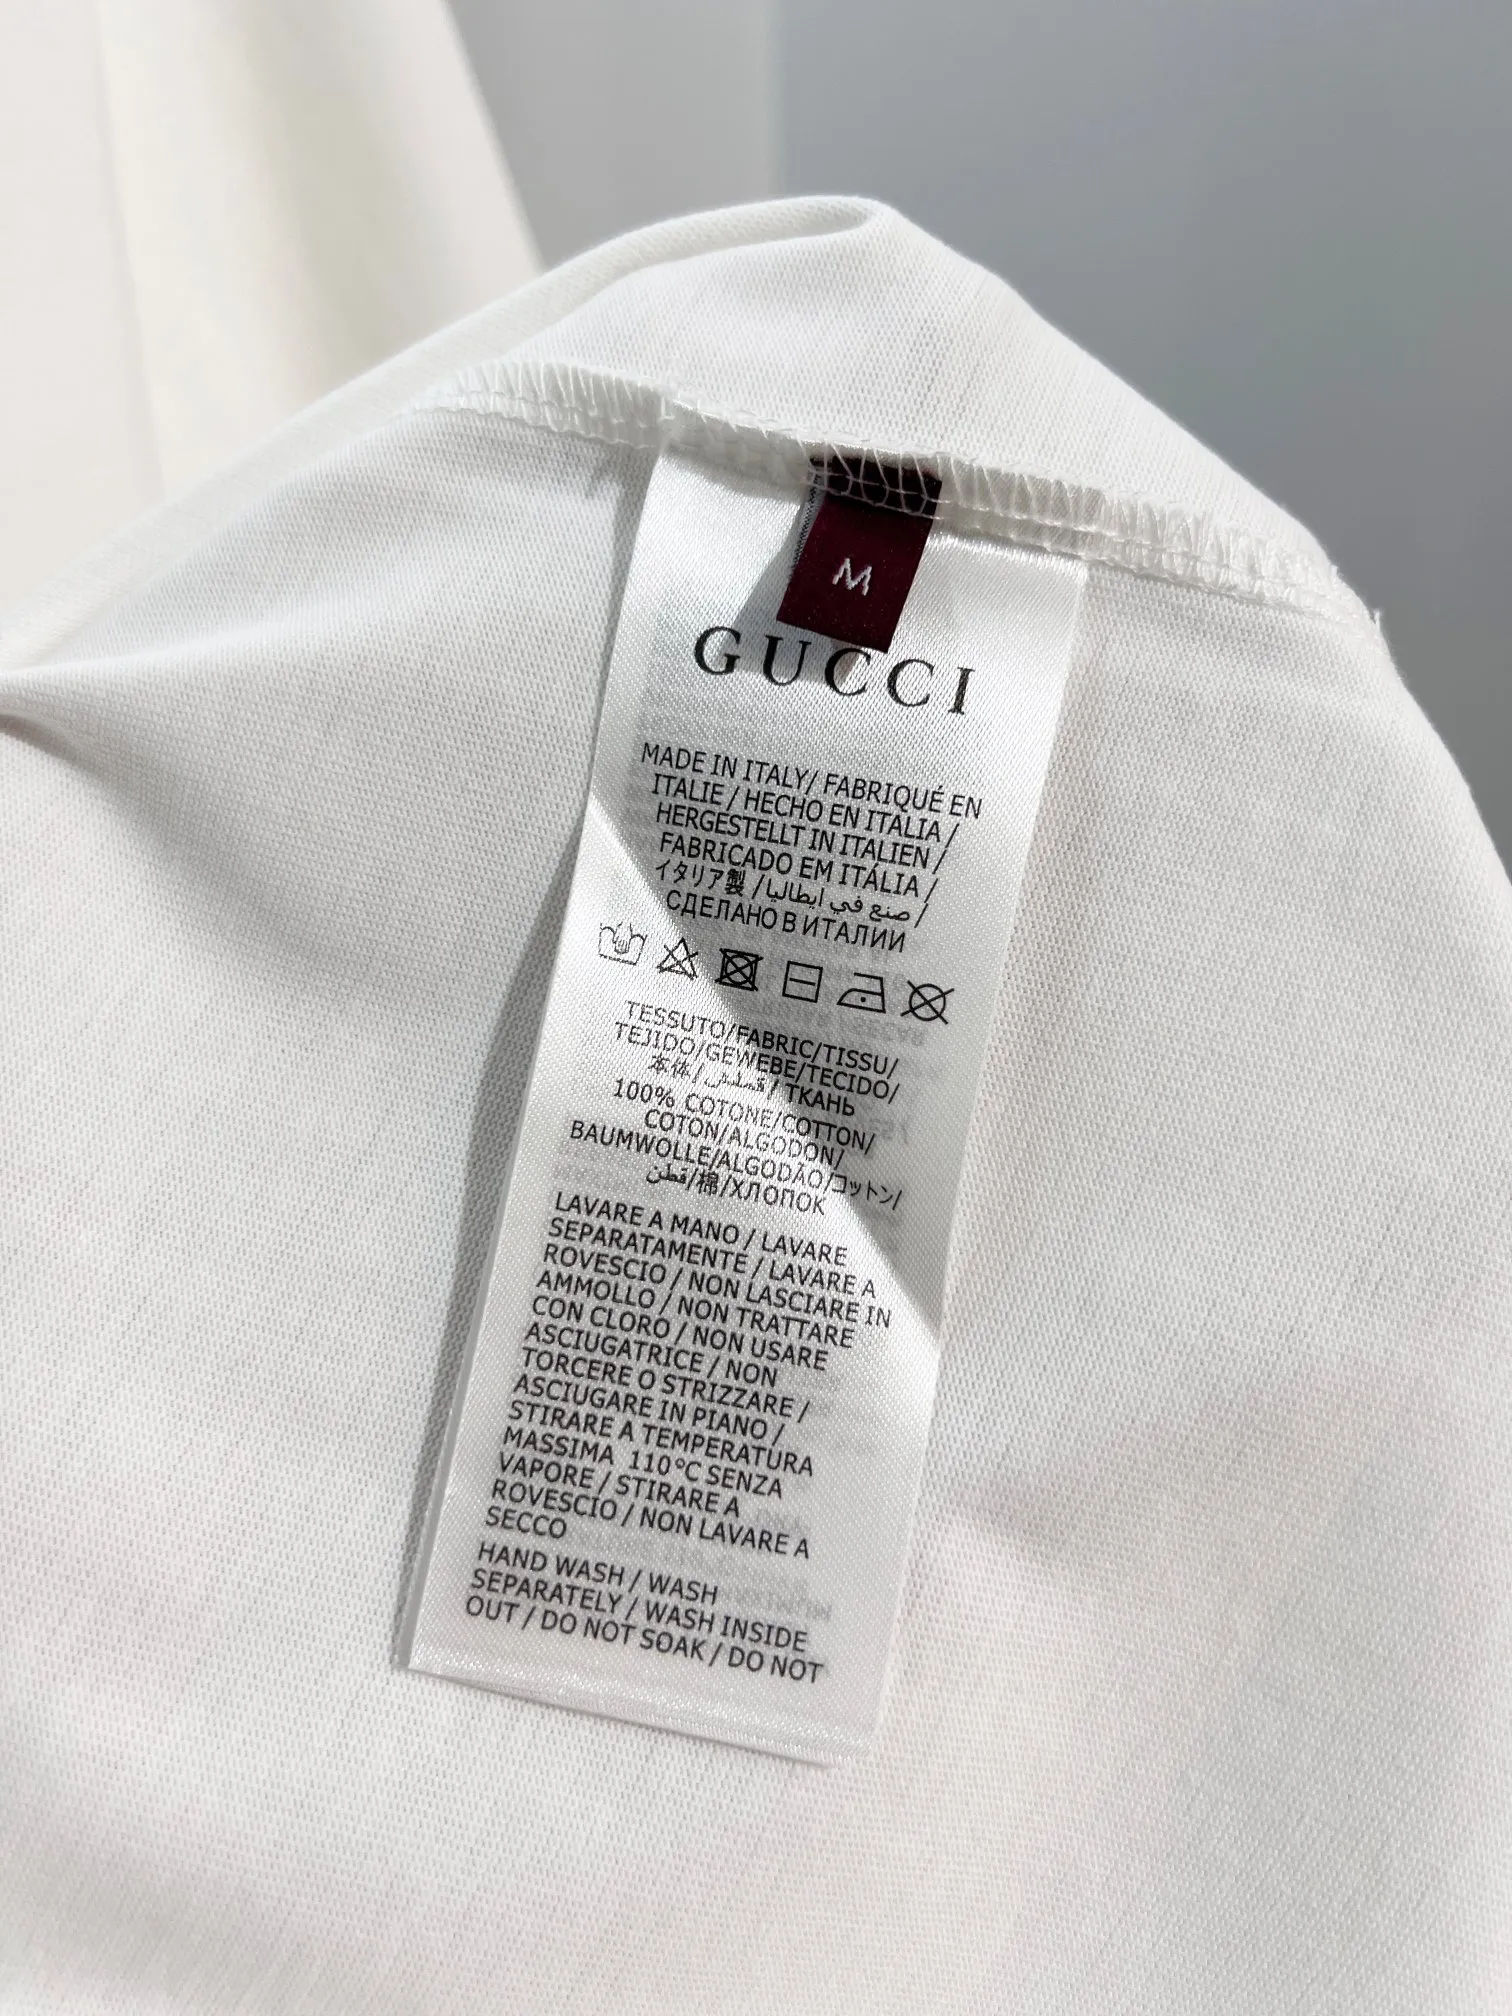 M
GUCCI
MADE IN ITALY/ FABRIQUÉ EN
ITALIE / HECHO EN ITALIA /
HERGESTELLT IN ITALIEN /
FABRICADO EM ITÁLIA /
イタリア製 / صنع في ايطاليا /
СДЕЛАНО В ИТАЛИИ
TESSUTO/FABRIC/TISSU/
TEJIDO/GEWEBE/TECIDO/
本体/ قطش / ТКАНЬ
100% COTONE/COTTON/
COTON/ALGODON/
BAUMWOLLE/ALGODÃO/コットン/
قطن/棉/ХЛОПОК
LAVARE A MANO / LAVARE
SEPARATAMENTE / LAVARE A
ROVESCIO / NON LASCIARE IN
AMMOLLO / NON TRATTARE
CON CLORO / NON USARE
ASCIUGATRICE / NON
TORCERE O STRIZZARE /
ASCIUGARE IN PIANO /
STIRARE A TEMPERATURA
MASSIMA 110°C SENZA
VAPORE / STIRARE A
ROVESCIO / NON LAVARE A
SECCO
HAND WASH / WASH
SEPARATELY / WASH INSIDE
OUT / DO NOT SOAK / DO NOT